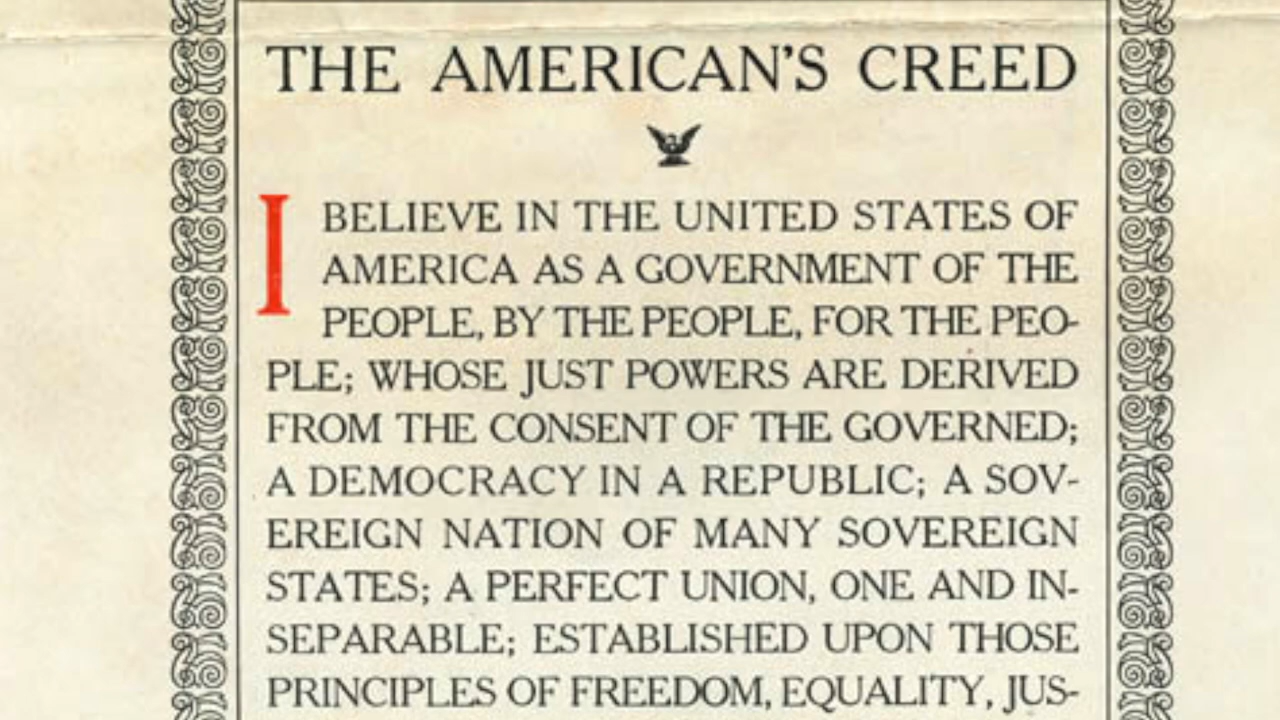 THE AMERICAN'S CREED
I BELIEVE IN THE UNITED STATES OF
AMERICA AS A GOVERNMENT OF THE
PEOPLE, BY THE PEOPLE, FOR THE PEO-
PLE; WHOSE JUST POWERS ARE DERIVED
FROM THE CONSENT OF THE GOVERNED;
A DEMOCRACY IN A REPUBLIC; A SOV-
EREIGN NATION OF MANY SOVEREIGN
STATES; A PERFECT UNION, ONE AND IN-
SEPARABLE; ESTABLISHED UPON THOSE
PRINCIPLES OF FREEDOM, EQUALITY, JUS-